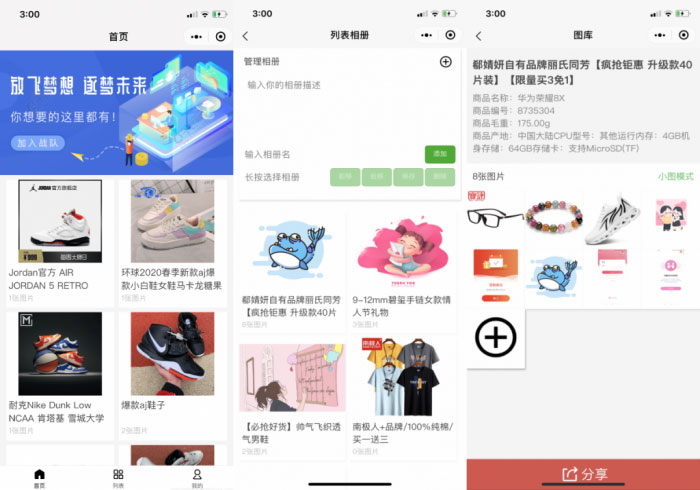 3:00
首页
放飞梦想 逐梦未来
你想要的这里都有！
加入战队
JORDAN 官方旗舰店
Jordan官方 AIR
JORDAN 5 RETRO
1张图片
环球2020春季新款aj爆
款小白鞋女鞋马卡龙糖果
1张图片
耐克Nike Dunk Low
NCAA 肯塔基 雪城大学
1张图片
爆款aj鞋子
2张图片
首页
列表
我的
3:00
列表相册
管理相册
输入你的相册描述
输入相册名
添加
长按选择相册
郗婧妍自有品牌丽氏同芳
【疯抢钜惠 升级款40片
8张图片
9-12mm碧玺手链女款情
人节礼物
3张图片
【必抢好货】帅气飞织透
气男鞋
1张图片
南极人
南极人+品牌/100%纯棉/
买一送三
0张图片
3:00
图库
郗婧妍自有品牌丽氏同芳【疯抢钜惠 升级款40
片装】【限量买3免1】
商品名称：华为荣耀8X
商品编号：8735304
商品毛重：175.00g
商品产地：中国大陆CPU型号：其他运行内存：4GB机
身存储：64GB存储卡：支持MicroSD(TF)
8张图片
小图模式
分享